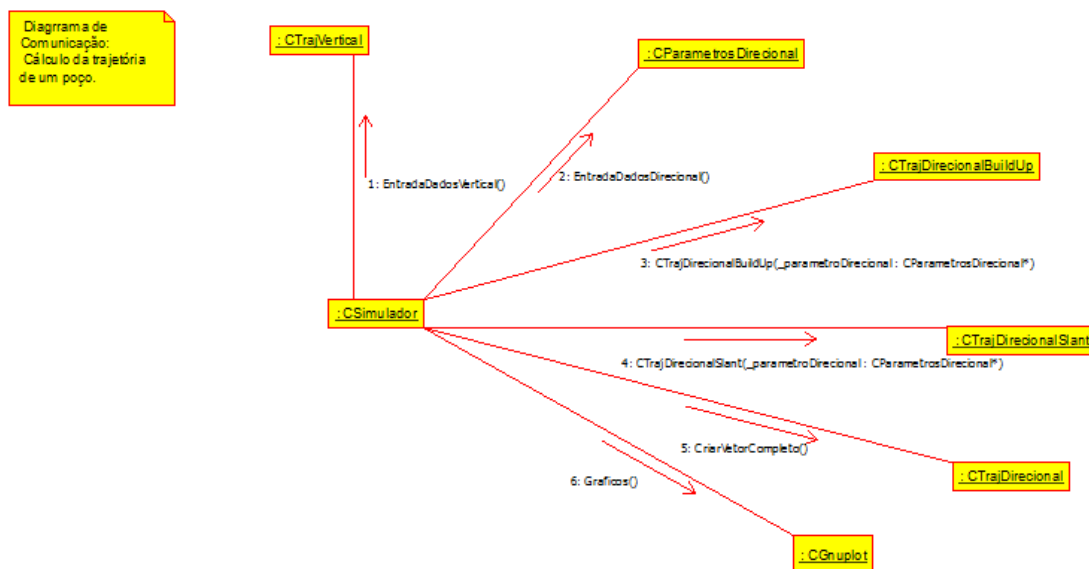 Diagrrama de
Comunicação:
Cálculo da trajetória
de um poço.
: CTrajVertical
: CParametrosDirecional
: CTrajDirecionalBuildUp
1: EntradaDadosVertical()
2: EntradaDadosDirecional()
3: CTrajDirecionalBuildUp(_parametroDirecional : CParametrosDirecional*)
: CSimulador
: CTrajDirecionalSlant
4: CTrajDirecionalSlant(_parametroDirecional : CParametrosDirecional*)
5: CriarVetorCompleto()
: CTrajDirecional
6: Graficos()
: CGnuplot